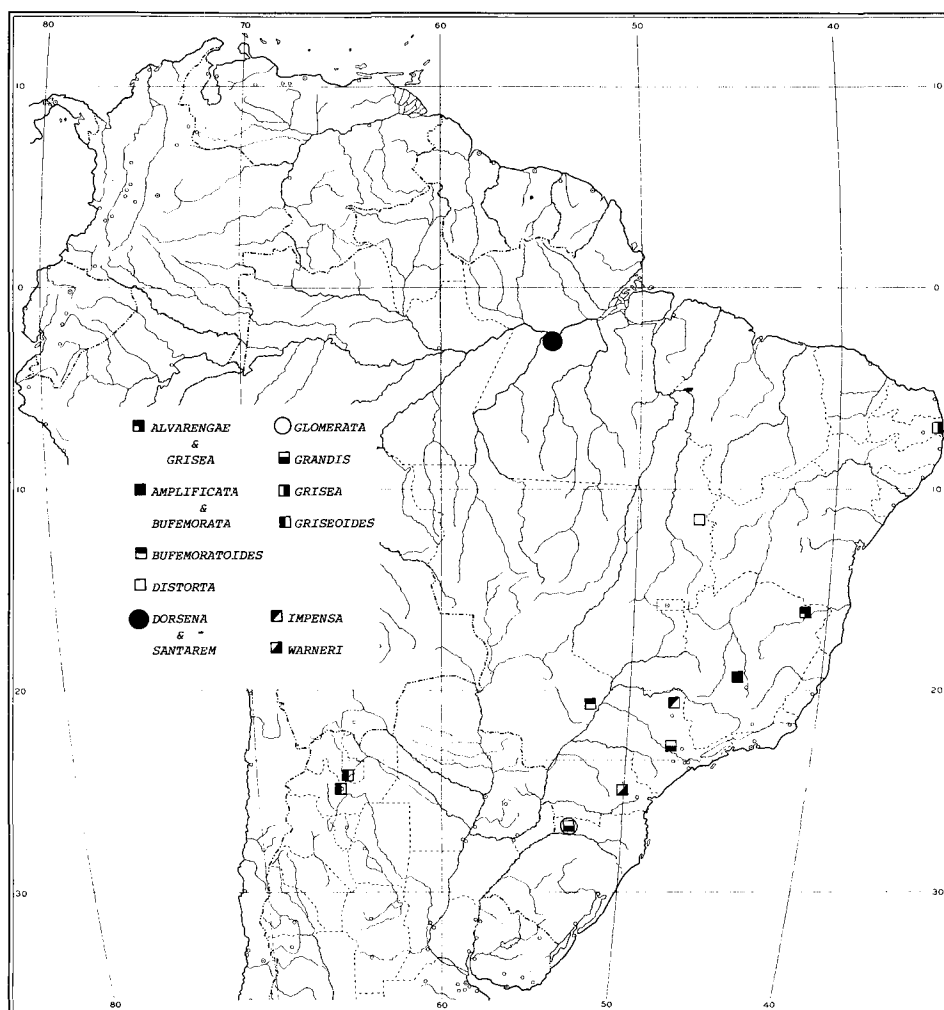 80 70 60 50 40
10 10
0 0
ALVARENGAE
&
GRISEA
AMPLIFICATA
&
BUFEMORATA
BUFEMORATOIDES
DISTORTA
DORSENA
&
SANTAREM
GLOMERATA
GRANDIS
GRISEA
GRISEOIDES
IMPENSA
WARNERI
10 10
20 20
30 30
80 60 50 40